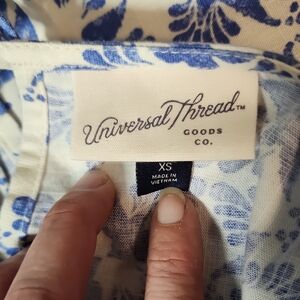 Universal Thread™
GOODS
CO.
XS
MADE IN
VIETNAM